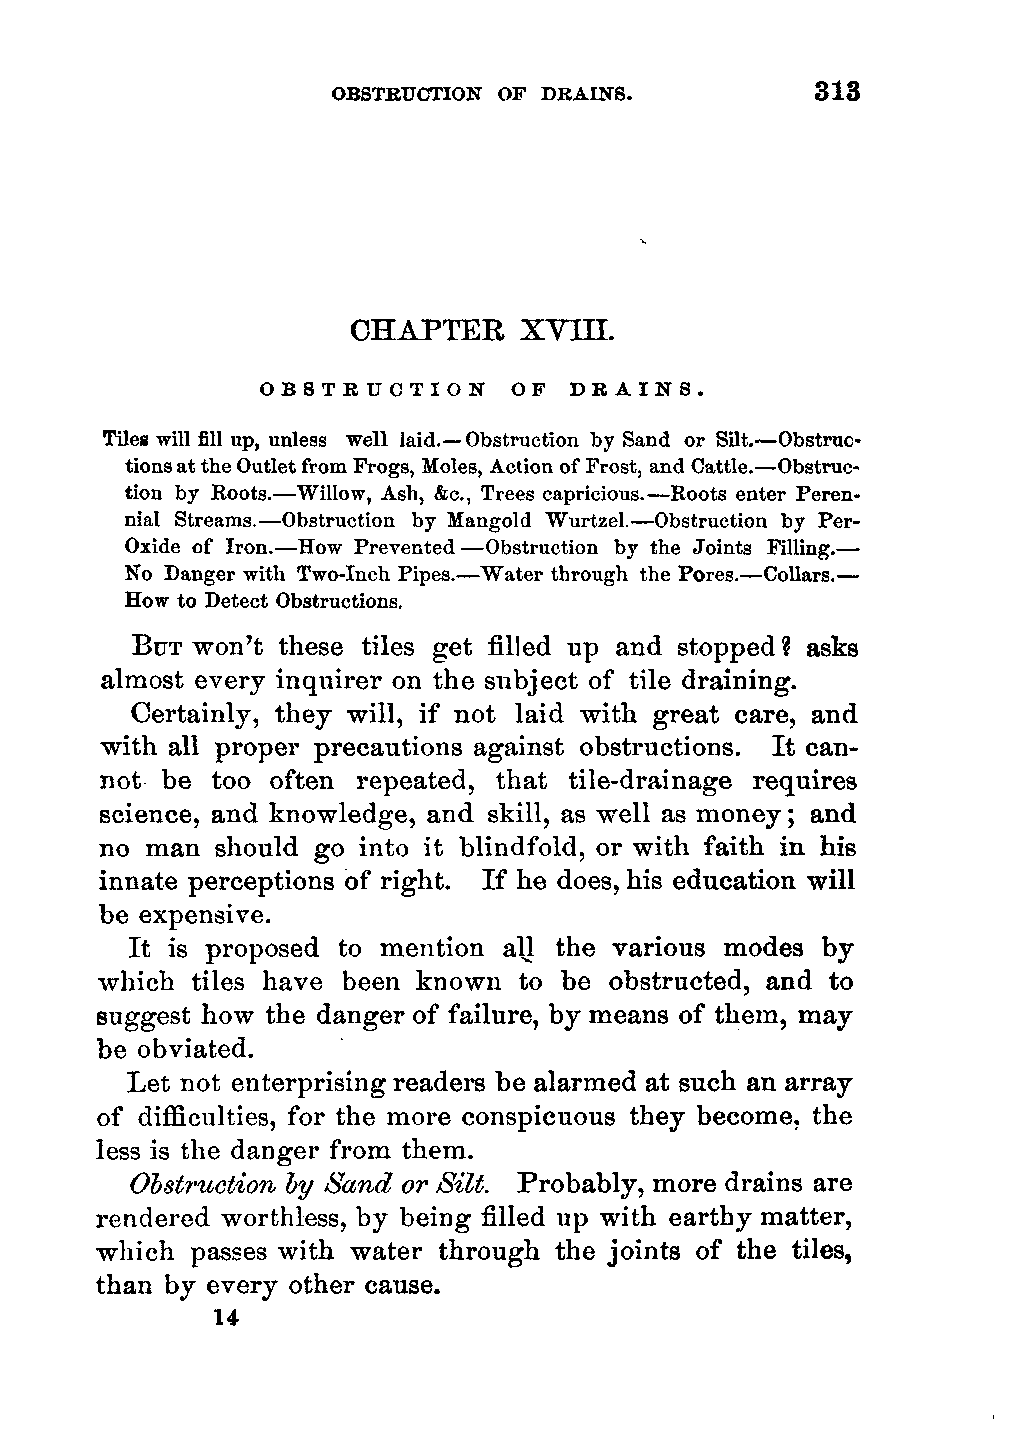 OBSTRUCTION OF DRAINS. 313
CHAPTER XVIII.
OBSTRUCTION OF DRAINS.
Tiles will fill up, unless well laid.—Obstruction by Sand or Silt.—Obstruc-
tions at the Outlet from Frogs, Moles, Action of Frost, and Cattle.—Obstruc-
tion by Roots.—Willow, Ash, &c., Trees capricious.—Roots enter Peren-
nial Streams.—Obstruction by Mangold Wurtzel.—Obstruction by Per-
Oxide of Iron.—How Prevented—Obstruction by the Joints Filling.—
No Danger with Two-Inch Pipes.—Water through the Pores.—Collars.—
How to Detect Obstructions.
BUT won't these tiles get filled up and stopped? asks
almost every inquirer on the subject of tile draining.
Certainly, they will, if not laid with great care, and
with all proper precautions against obstructions. It can-
not be too often repeated, that tile-drainage requires
science, and knowledge, and skill, as well as money; and
no man should go into it blindfold, or with faith in his
innate perceptions of right. If he does, his education will
be expensive.
It is proposed to mention all the various modes by
which tiles have been known to be obstructed, and to
suggest how the danger of failure, by means of them, may
be obviated.
Let not enterprising readers be alarmed at such an array
of difficulties, for the more conspicuous they become, the
less is the danger from them.
Obstruction by Sand or Silt. Probably, more drains are
rendered worthless, by being filled up with earthy matter,
which passes with water through the joints of the tiles,
than by every other cause.
14